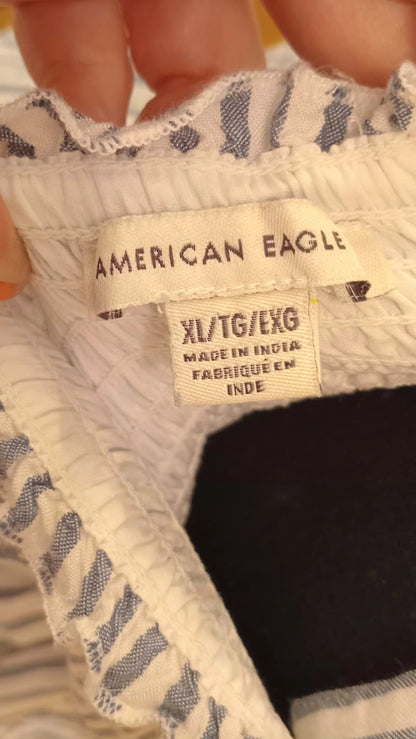 AMERICAN EAGLE
XL/TG/EXG
MADE IN INDIA
FABRIQUE EN
INDE